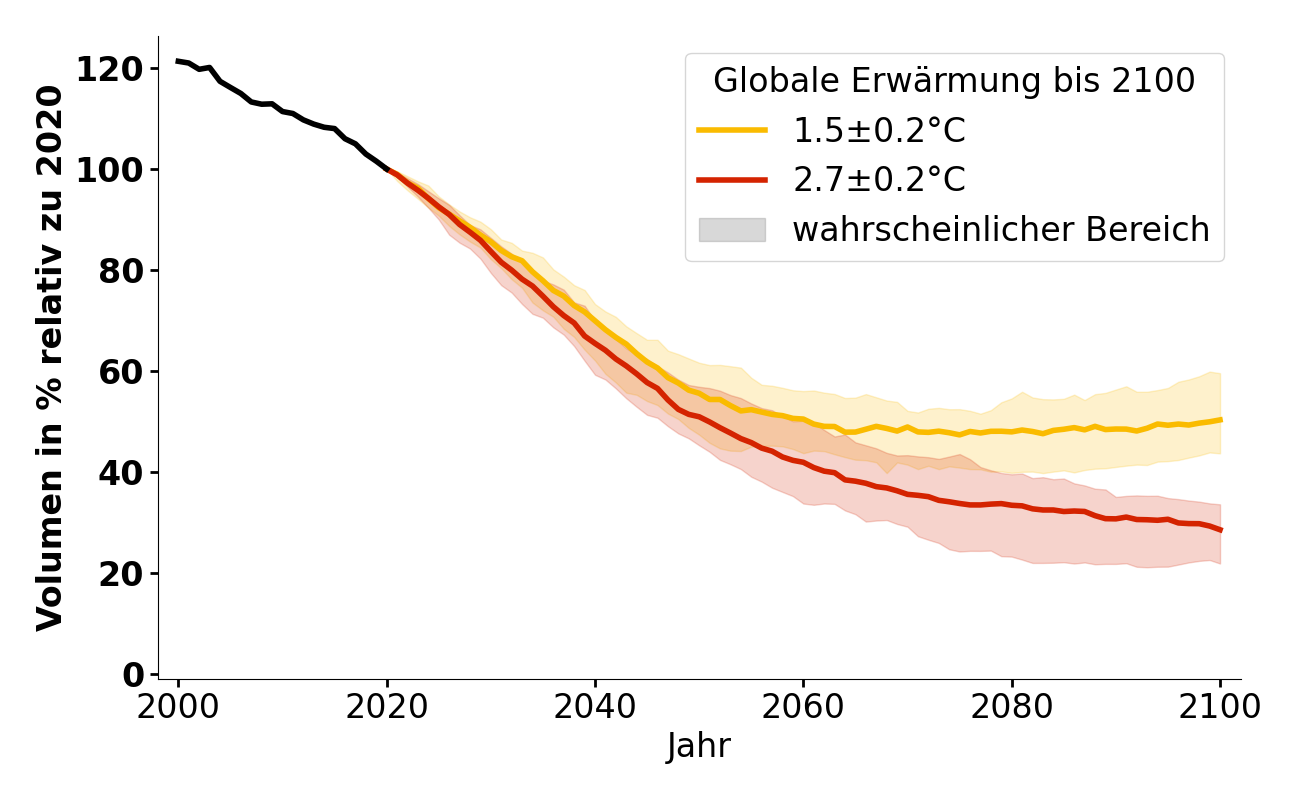 Globale Erwärmung bis 2100
1.5±0.2°C
2.7±0.2°C
wahrscheinlicher Bereich
Volumen in % relativ zu 2020
120
100
80
60
40
20
0
2000 2020 2040 2060 2080 2100
Jahr